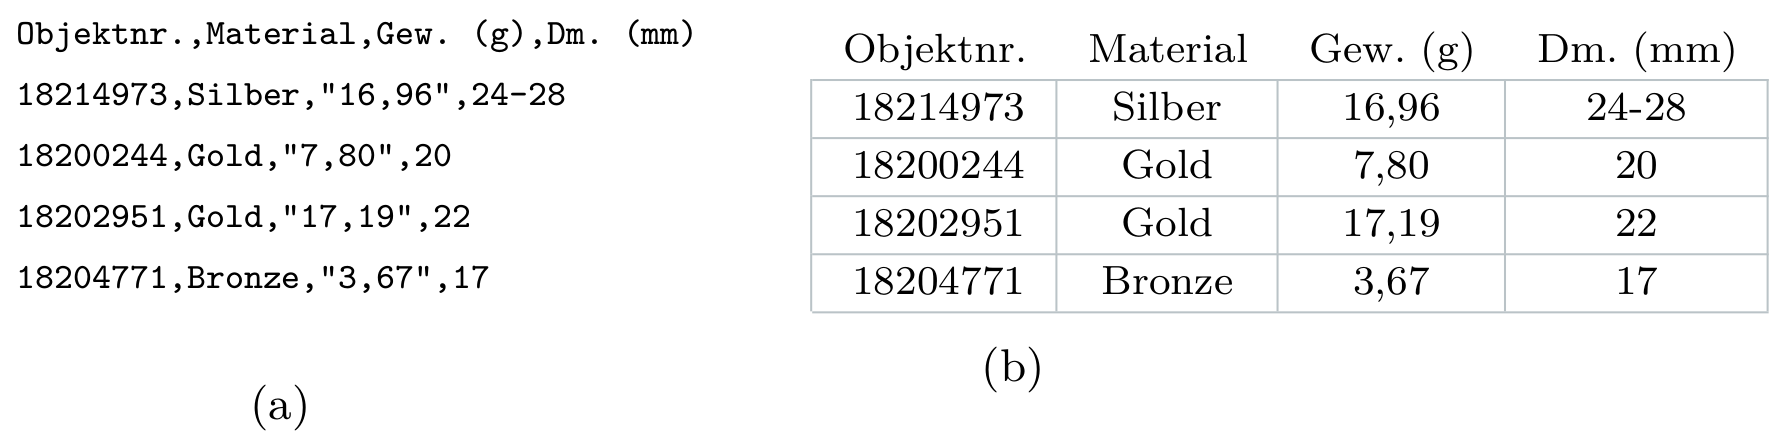 Objektnr.,Material,Gew. (g),Dm. (mm)
18214973,Silber,"16,96",24-28
18200244,Gold,"7,80",20
18202951,Gold,"17,19",22
18204771,Bronze,"3,67",17
(a)
Objektnr. Material Gew. (g) Dm. (mm)
18214973 Silber 16,96 24-28
18200244 Gold 7,80 20
18202951 Gold 17,19 22
18204771 Bronze 3,67 17
(b)